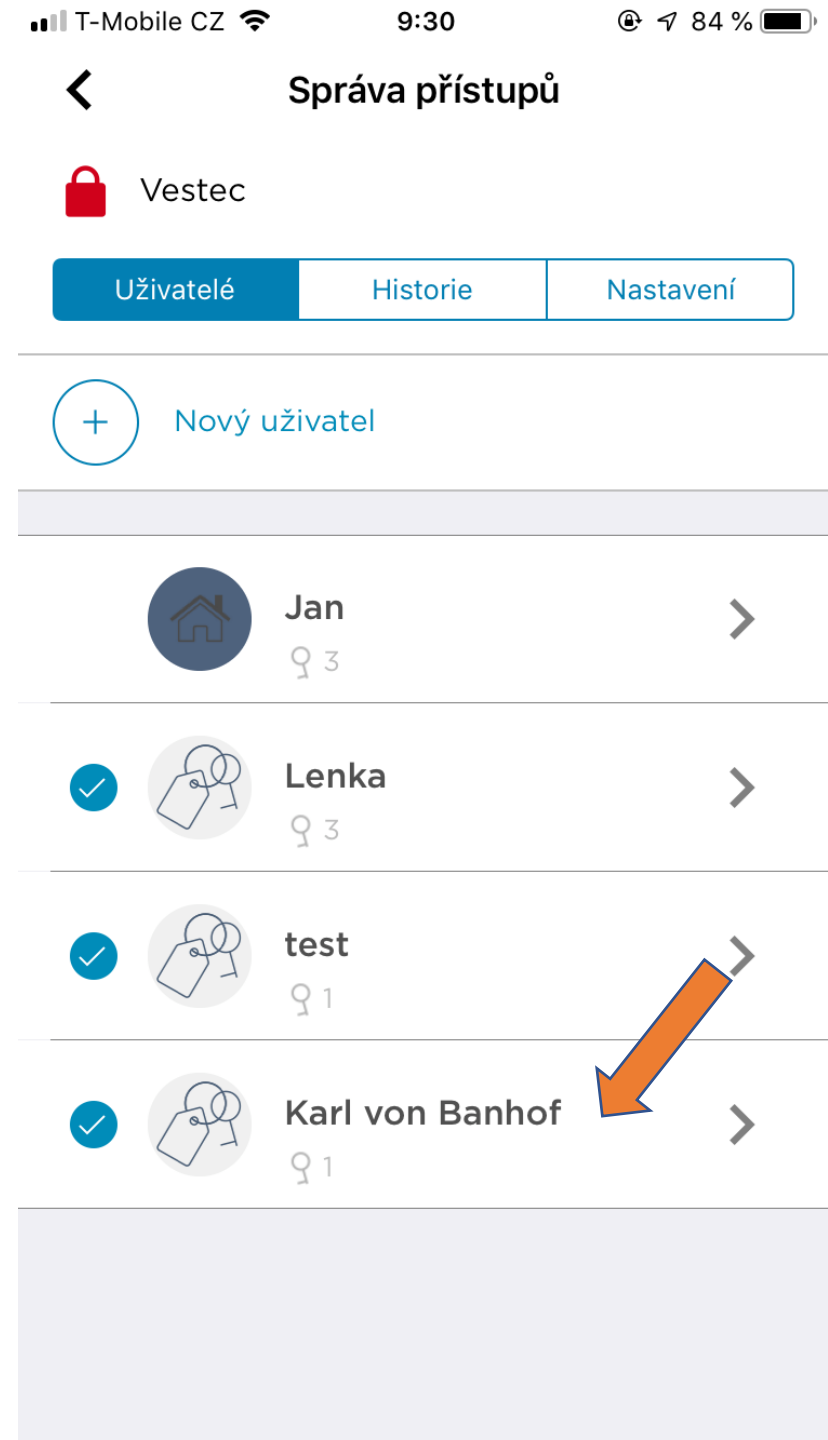 T-Mobile CZ 9:30 84 %
Správa přístupů
Vestec
Uživatelé Historie Nastavení
+ Nový uživatel
Jan
3
Lenka
3
test
1
Karl von Banhof
1